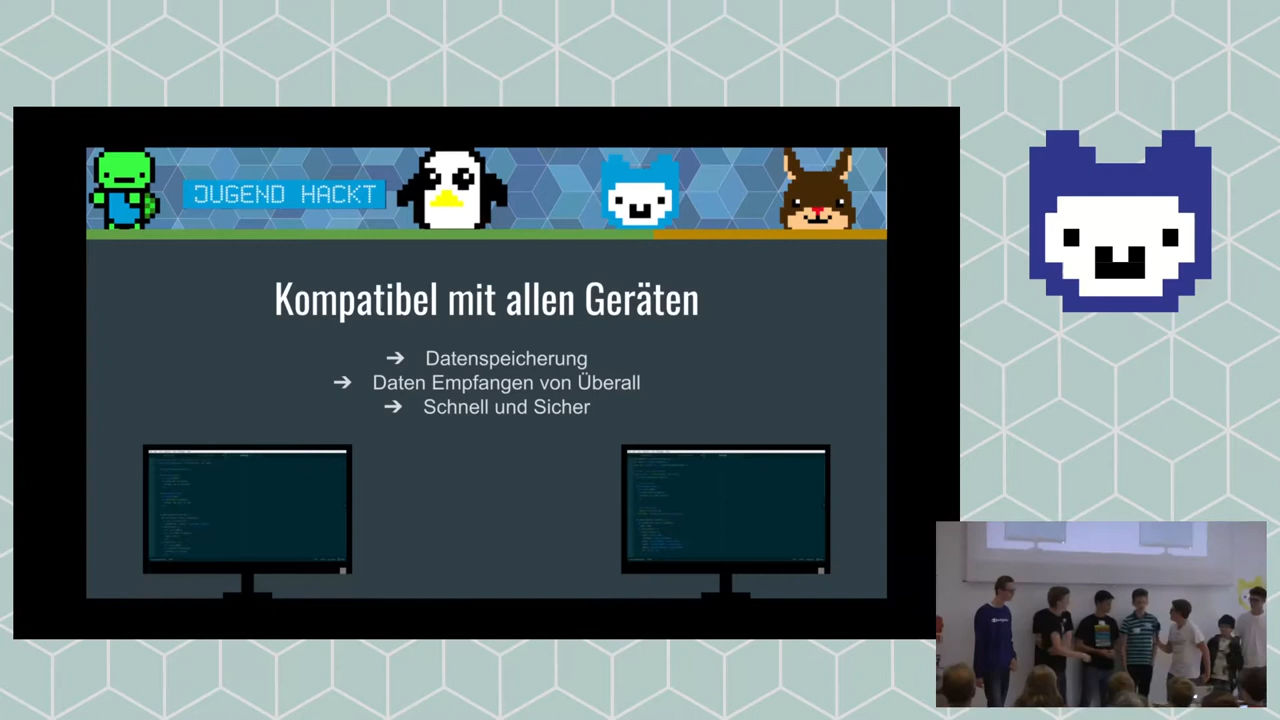 JUGEND HACKT
Kompatibel mit allen Geräten
➔ Datenspeicherung
➔ Daten Empfangen von Überall
➔ Schnell und Sicher